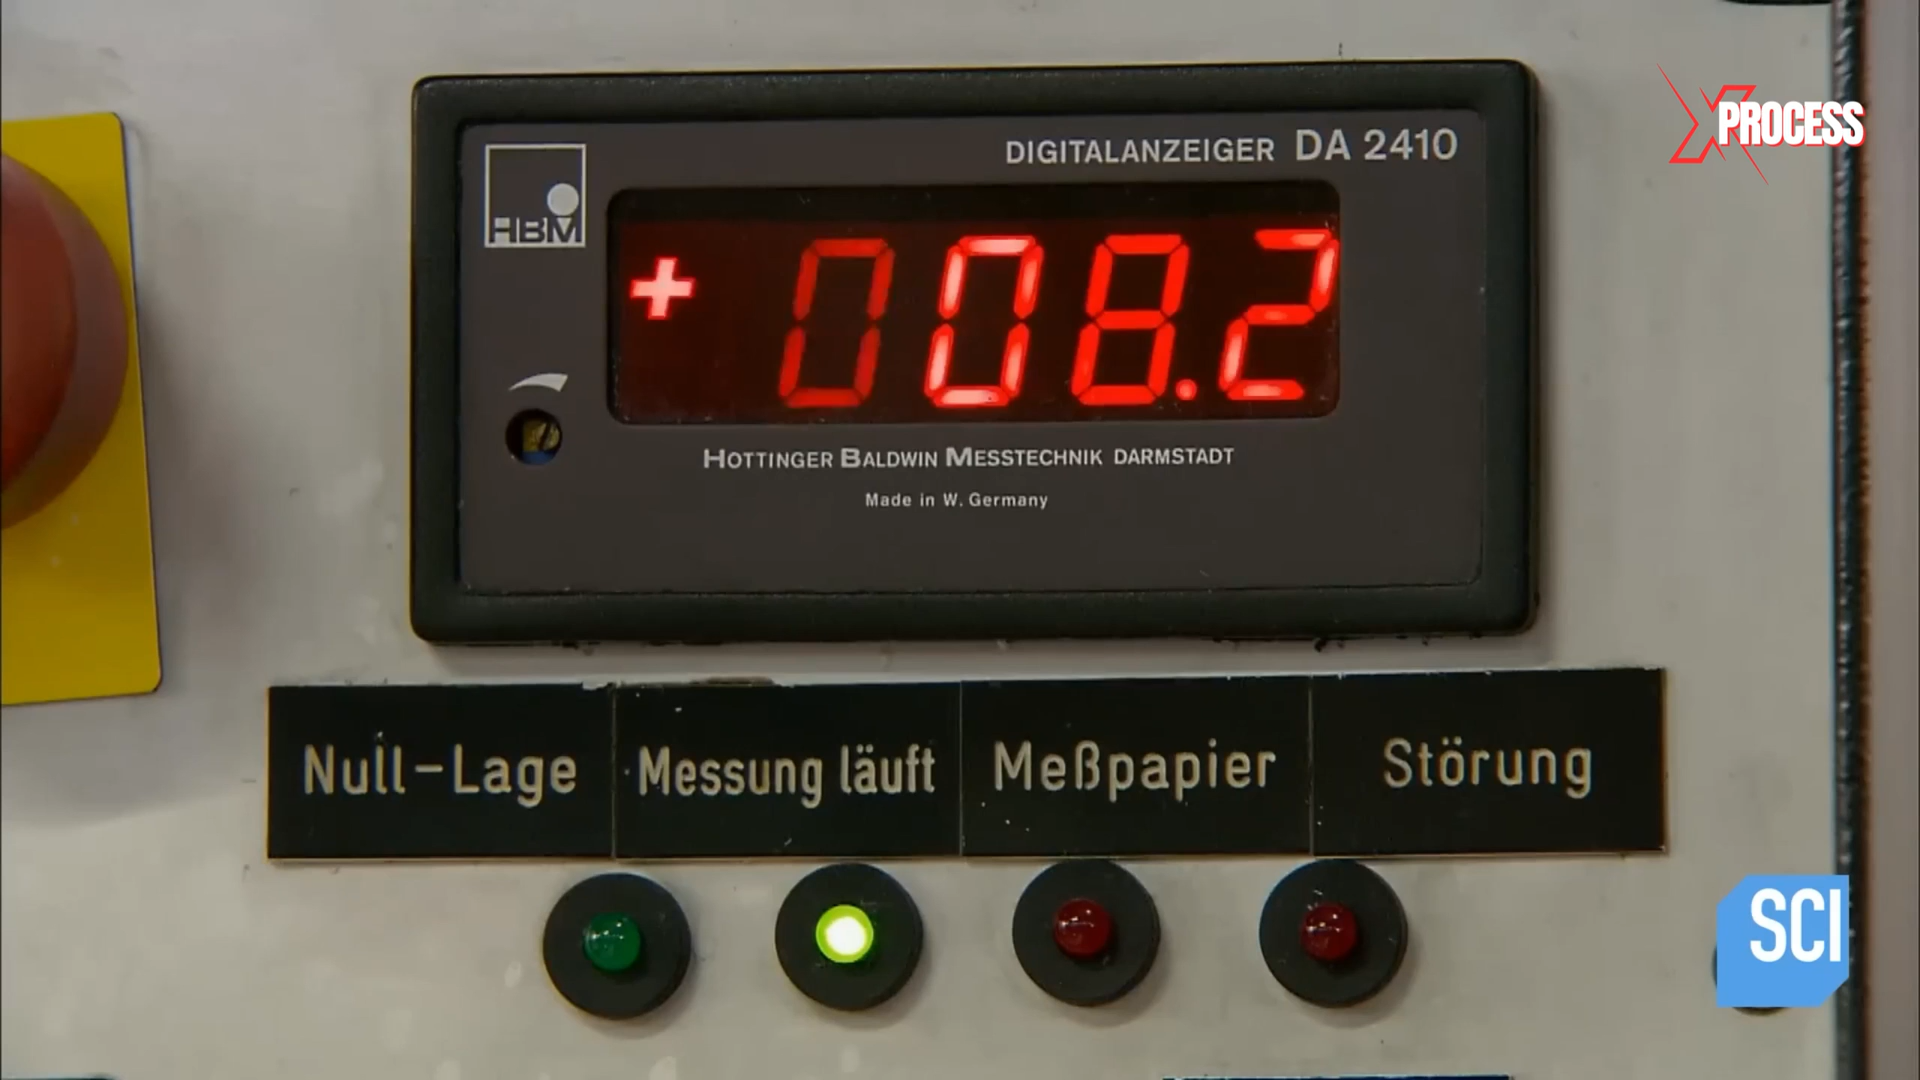 XPROCESS
DIGITALANZEIGER DA 2410
HBM
+ 008.2
HOTTINGER BALDWIN MESSTECHNIK DARMSTADT
Made in W. Germany
Null-Lage
Messung läuft
Meßpapier
Störung
SCI